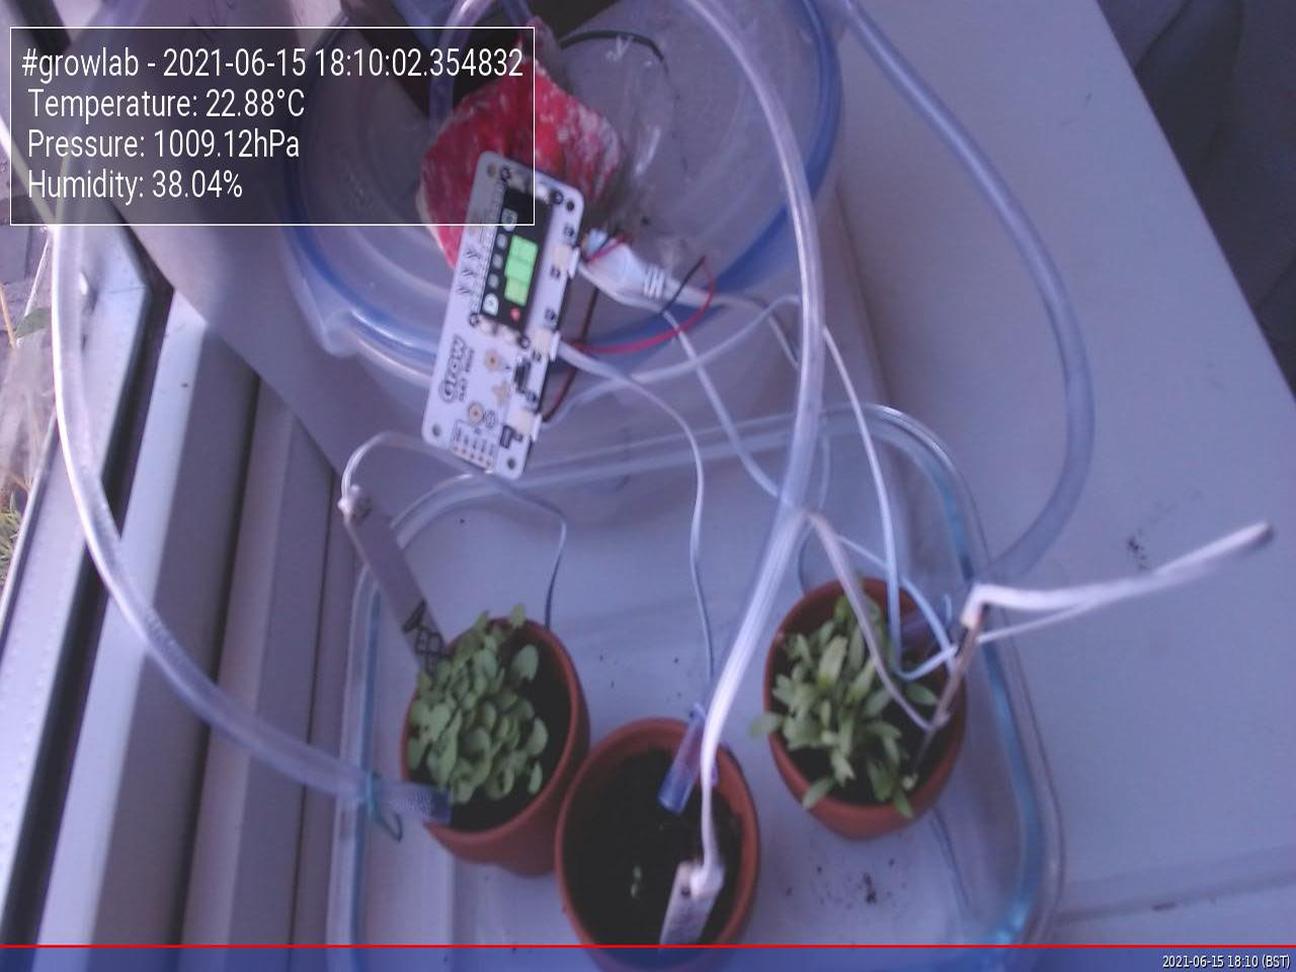 #growlab - 2021-06-15 18:10:02.354832
Temperature: 22.88°C
Pressure: 1009.12hPa
Humidity: 38.04%
GROW
2021-06-15 18:10 (BST)